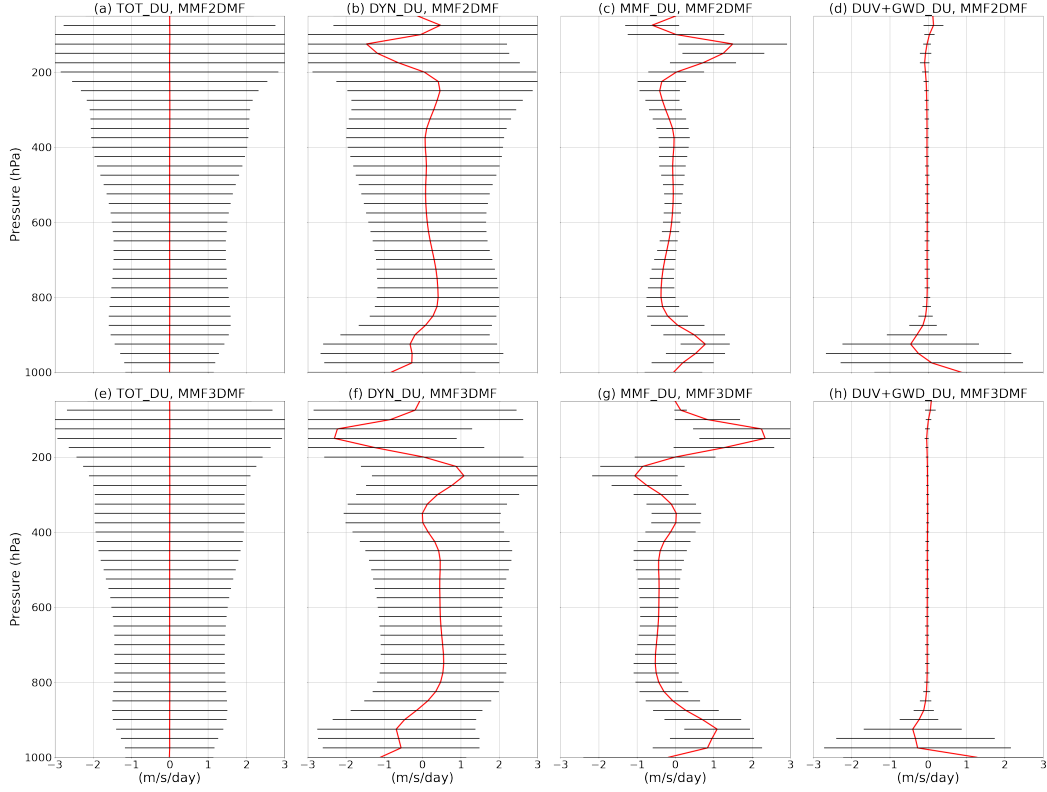 (a) TOT_DU, MMF2DMF
(b) DYN_DU, MMF2DMF
(c) MMF_DU, MMF2DMF
(d) DUV+GWD_DU, MMF2DMF
Pressure (hPa)
200
400
600
800
1000
(e) TOT_DU, MMF3DMF
(f) DYN_DU, MMF3DMF
(g) MMF_DU, MMF3DMF
(h) DUV+GWD_DU, MMF3DMF
Pressure (hPa)
200
400
600
800
1000
−3 −2 −1 0 1 2 3
−2 −1 0 1 2 3
−3 −2 −1 0 1 2 3
−3 −2 −1 0 1 2 3
(m/s/day)
(m/s/day)
(m/s/day)
(m/s/day)